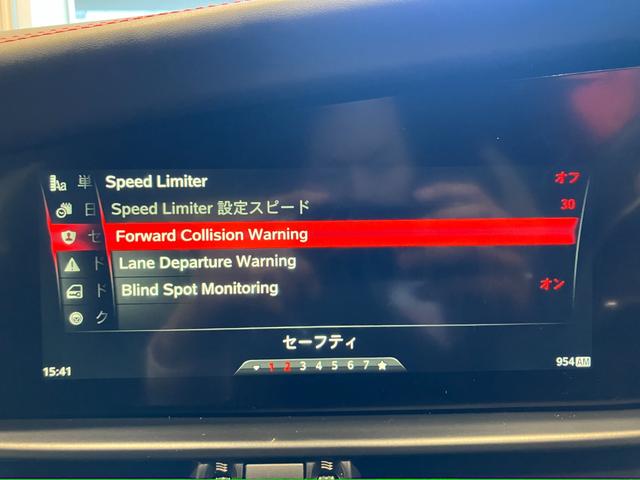 単 Speed Limiter オフ
日 Speed Limiter 設定スピード 30
セ Forward Collision Warning
ド Lane Departure Warning
ド Blind Spot Monitoring オン
ク
セーフティ
1 2 3 4 5 6 7
15:41 954 AM